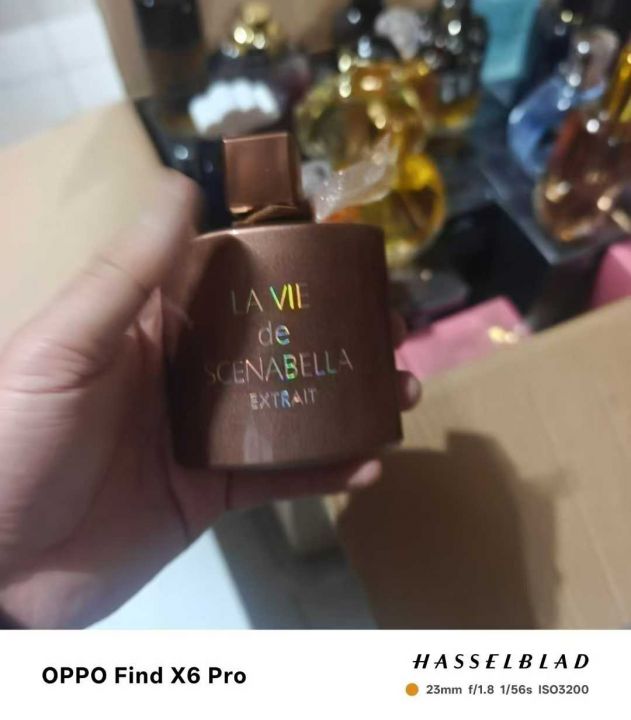 LA VIE
de
SCENABELLA
EXTRAIT
OPPO Find X6 Pro
HASSELBLAD
23mm f/1.8 1/56s ISO3200